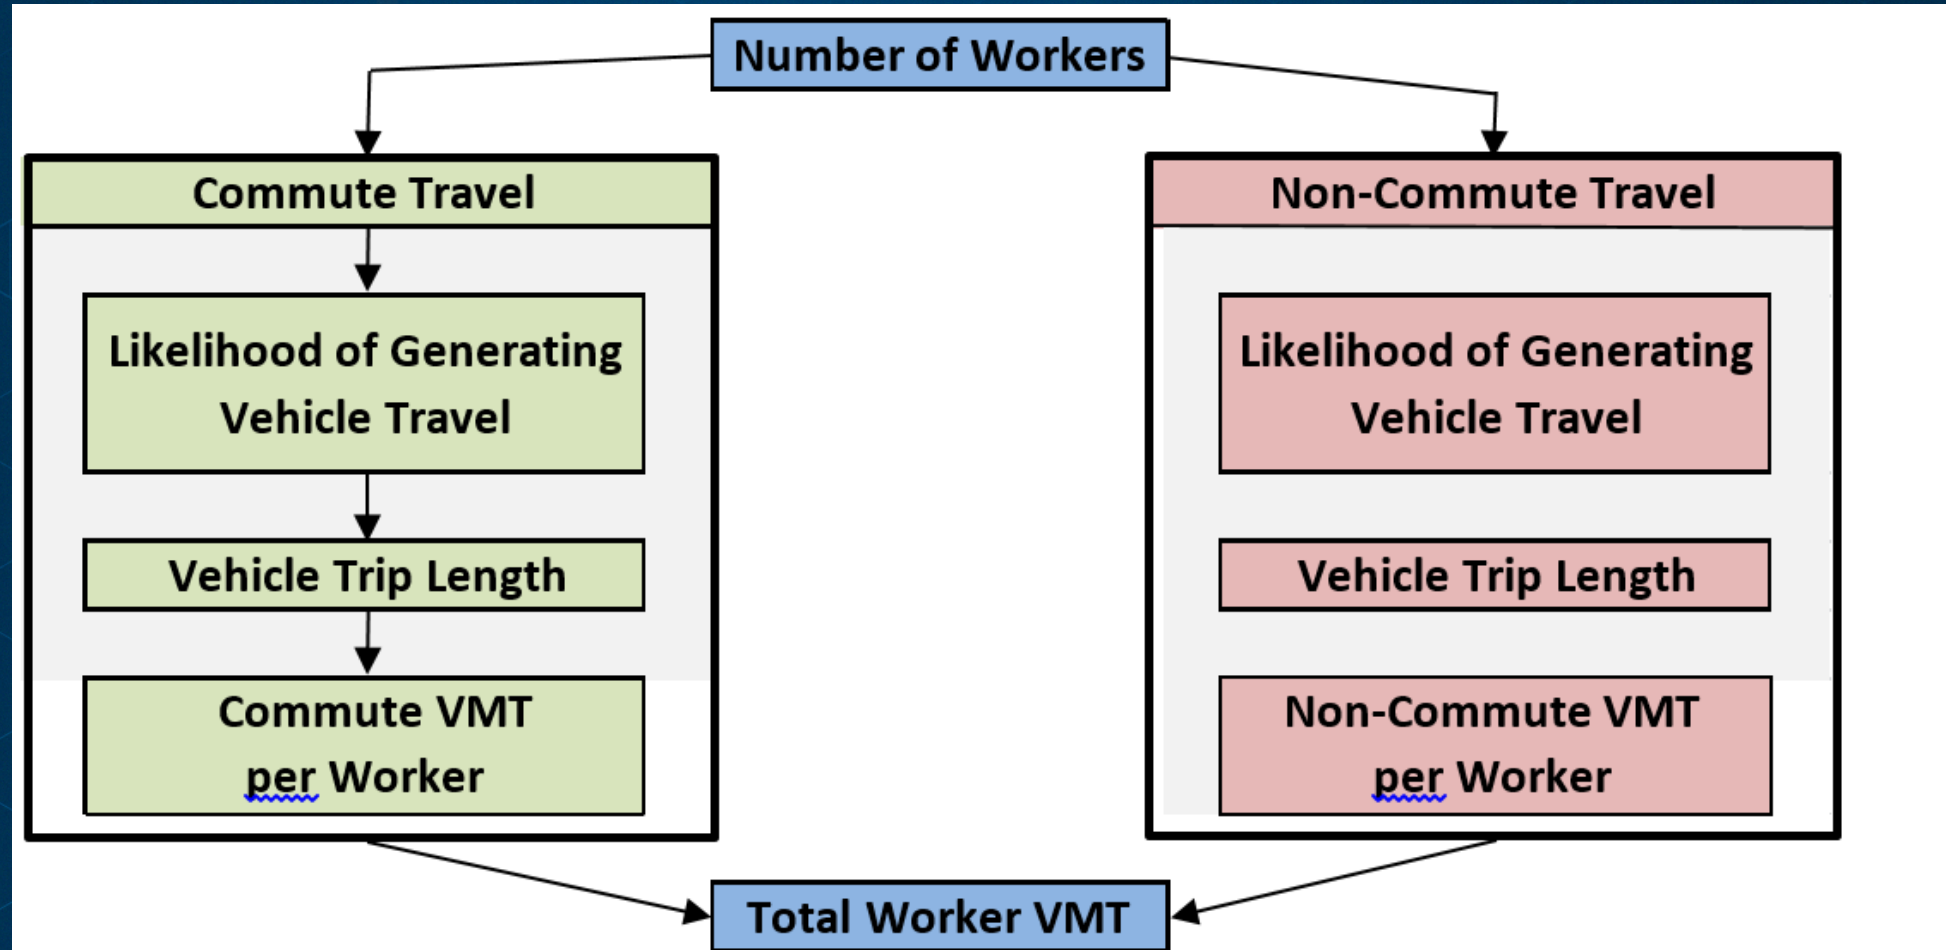 Number of Workers
Commute Travel
Likelihood of Generating
Vehicle Travel
Vehicle Trip Length
Commute VMT
per Worker
Non-Commute Travel
Likelihood of Generating
Vehicle Travel
Vehicle Trip Length
Non-Commute VMT
per Worker
Total Worker VMT